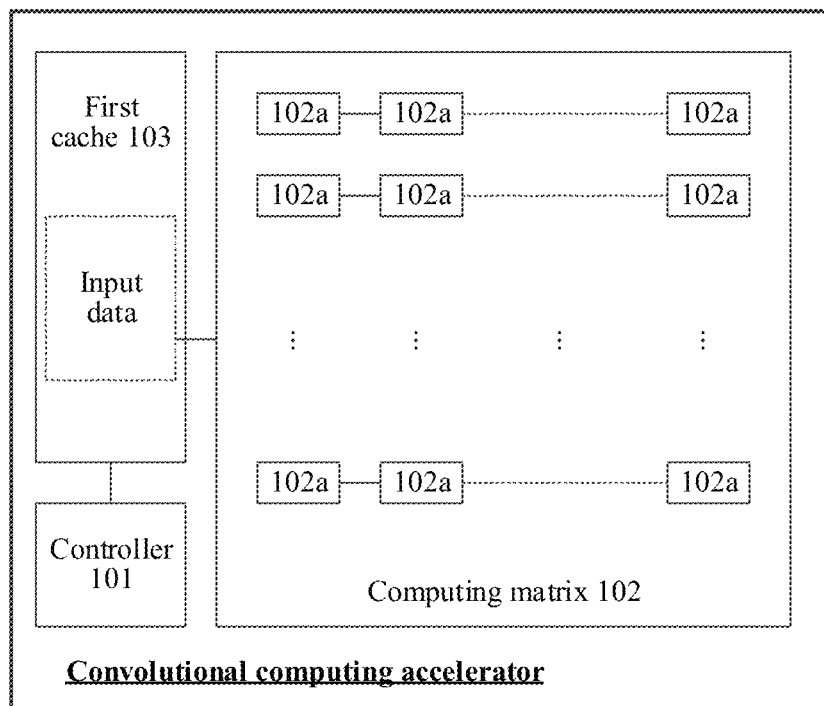 First
cache 103
Input
data
Controller
101
102a 102a 102a
102a 102a 102a
⋮ ⋮ ⋮ ⋮
102a 102a 102a
Computing matrix 102
Convolutional computing accelerator